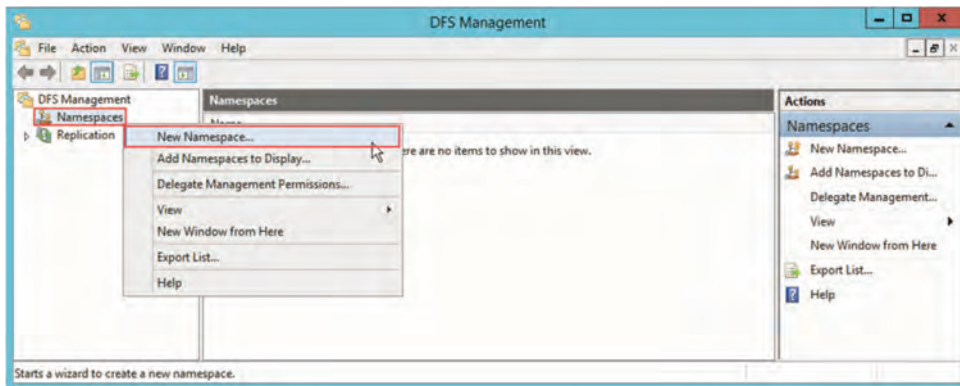 DFS Management
File Action View Window Help
DFS Management
Namespaces
Replication
Namespaces
Name
ere are no items to show in this view.
New Namespace...
Add Namespaces to Display...
Delegate Management Permissions...
View
New Window from Here
Export List...
Help
Actions
Namespaces
New Namespace...
Add Namespaces to Di...
Delegate Management...
View
New Window from Here
Export List...
Help
Starts a wizard to create a new namespace.